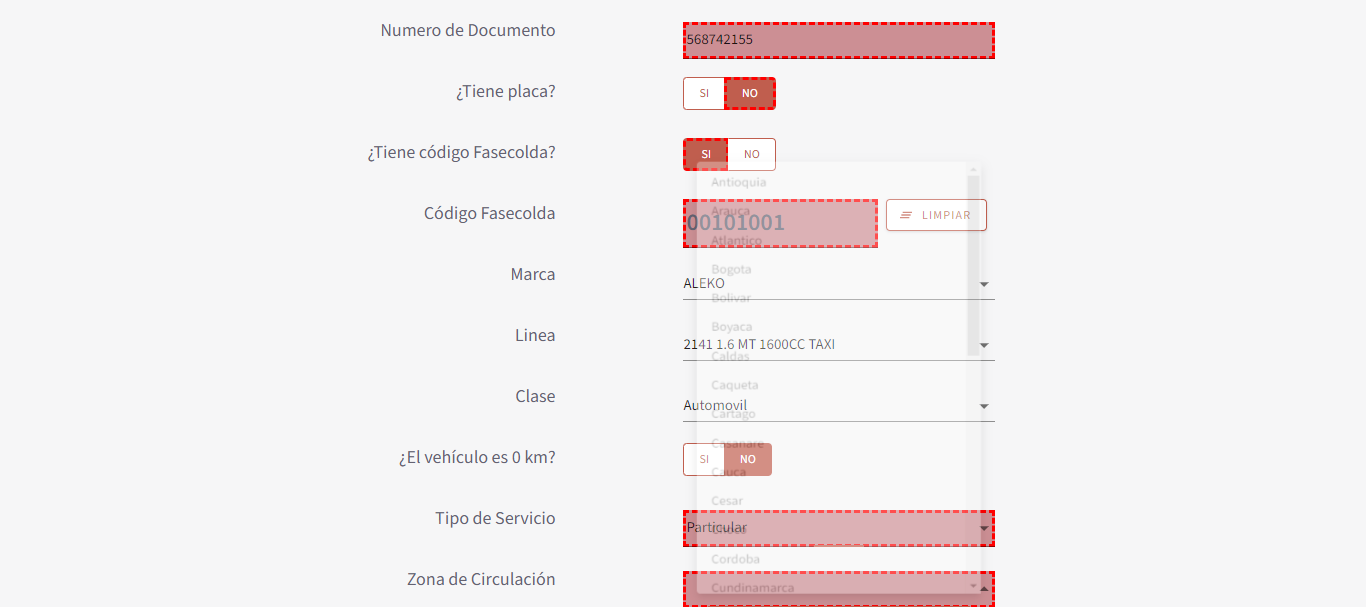 Numero de Documento
568742155
¿Tiene placa?
SI
NO
¿Tiene código Fasecolda?
SI
NO
Antioquia
Código Fasecolda
Arauca
00101001
LIMPIAR
Atlantico
Bogota
Marca
ALEKO
Bolivar
Boyaca
Linea
2141 1.6 MT 1600CC TAXI
Caldas
Caqueta
Clase
Automovil
Cartago
Casanare
¿El vehículo es 0 km?
SI
NO
Cauca
Cesar
Tipo de Servicio
Particular
Choco
Cordoba
Zona de Circulación
Cundinamarca